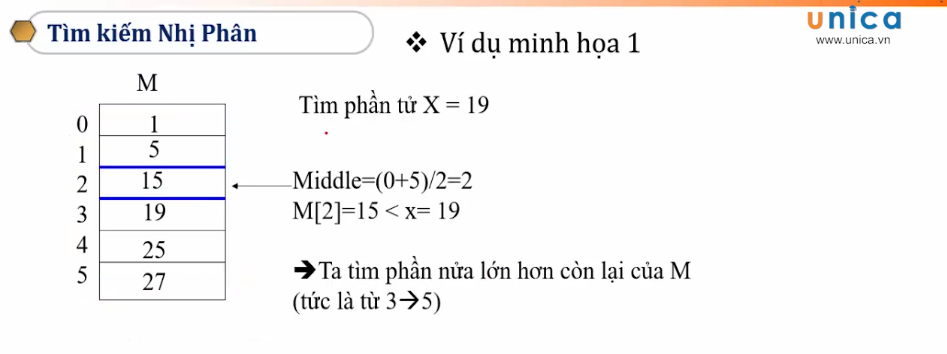 Tìm kiếm Nhị Phân
❖ Ví dụ minh họa 1
unica
www.unica.vn
M
0 1
1 5
2 15
3 19
4 25
5 27
Tìm phần tử X = 19
Middle=(0+5)/2=2
M[2]=15 < x= 19
➔Ta tìm phần nửa lớn hơn còn lại của M
(tức là từ 3→5)